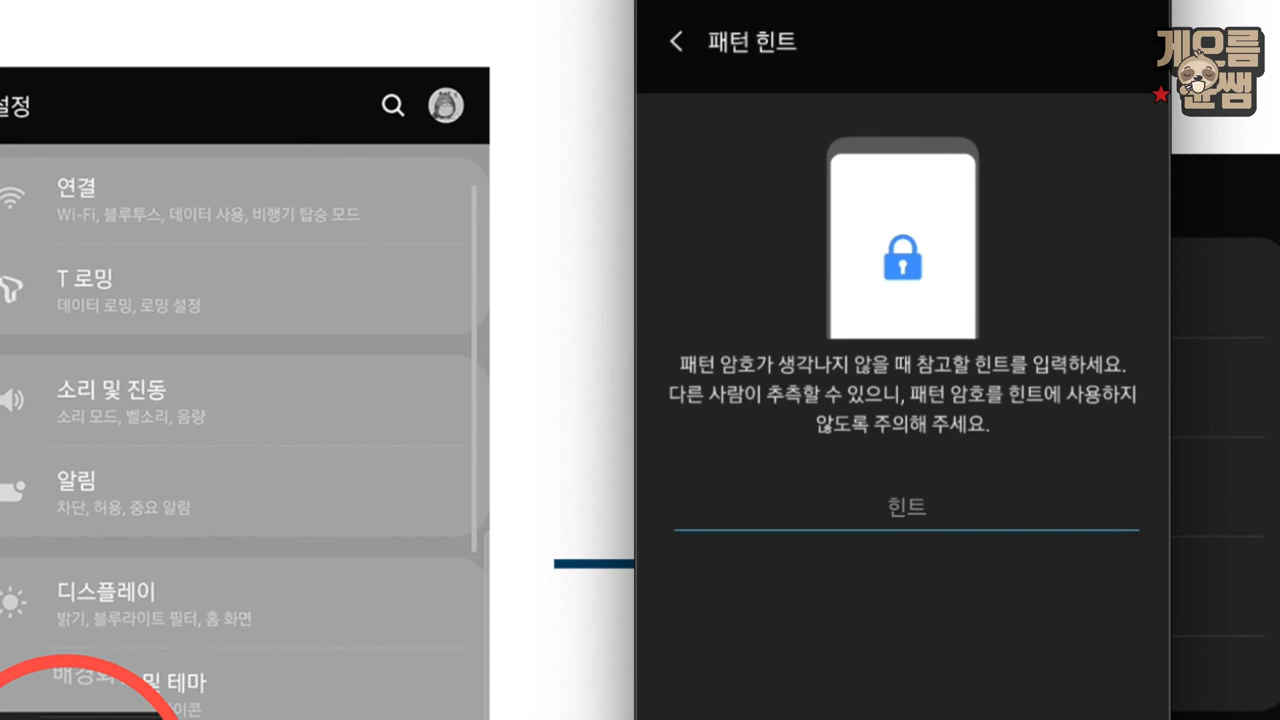 설정
연결
Wi-Fi, 블루투스, 데이터 사용, 비행기 탑승 모드
T 로밍
데이터 로밍, 로밍 설정
소리 및 진동
소리 모드, 벨소리, 음량
알림
차단, 허용, 중요 알림
디스플레이
밝기, 블루라이트 필터, 홈 화면
및 테마
패턴 힌트
패턴 암호가 생각나지 않을 때 참고할 힌트를 입력하세요.
다른 사람이 추측할 수 있으니, 패턴 암호를 힌트에 사용하지
않도록 주의해 주세요.
힌트
게으름
윤쌤